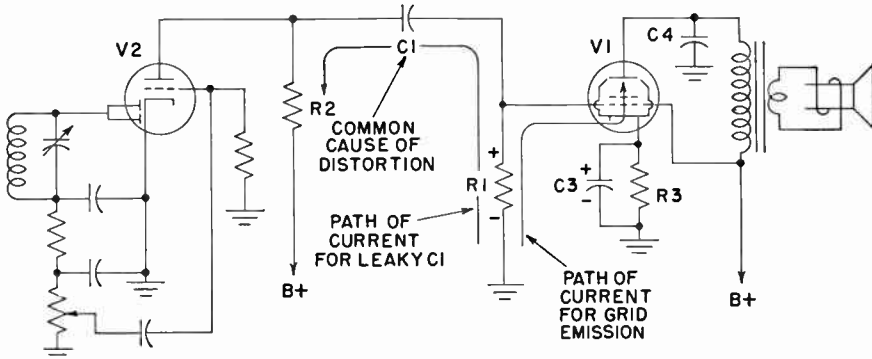 V2
C1
V1
C4
R2
COMMON
CAUSE OF
DISTORTION
+
R1
-
PATH OF
CURRENT
FOR LEAKY C1
+
C3
-
R3
B+
PATH OF
CURRENT
FOR GRID
EMISSION
B+